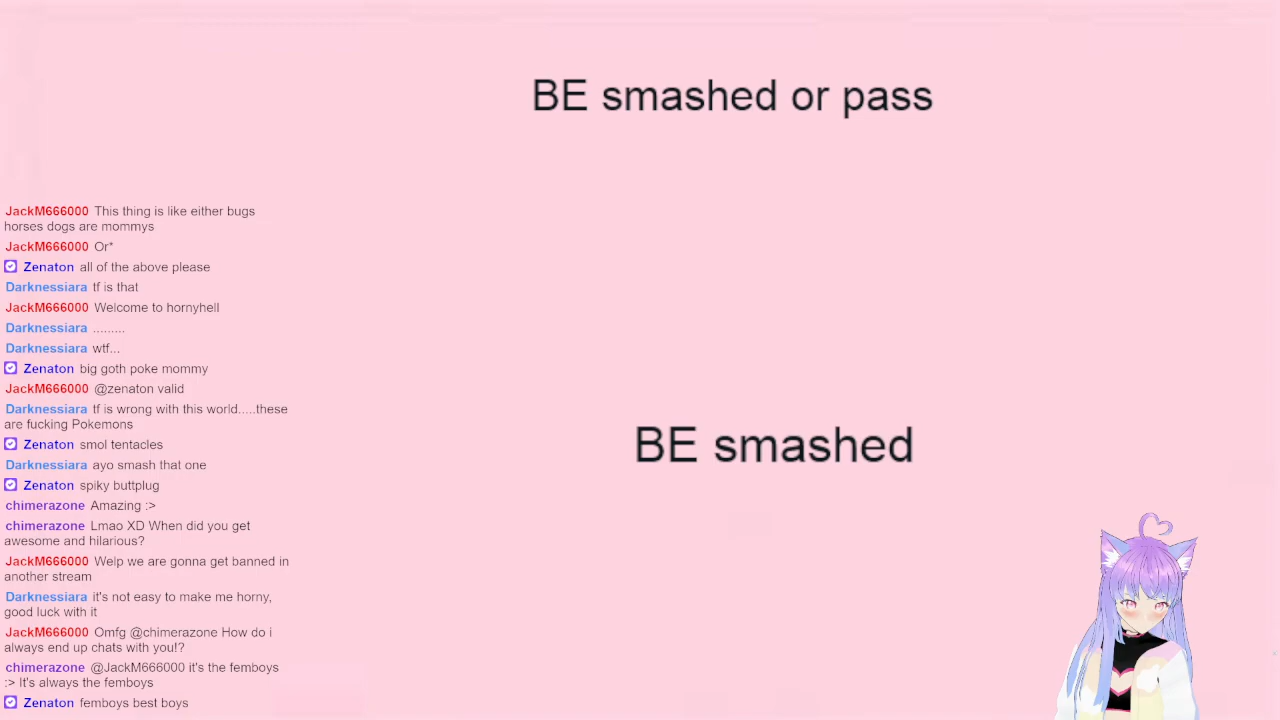 BE smashed or pass
JackM666000 This thing is like either bugs
horses dogs are mommys
JackM666000 Or*
Zenaton all of the above please
Darknessiara tf is that
JackM666000 Welcome to hornyhell
Darknessiara .........
Darknessiara wtf...
Zenaton big goth poke mommy
JackM666000 @zenaton valid
Darknessiara tf is wrong with this world.....these
are fucking Pokemons
Zenaton smol tentacles
Darknessiara ayo smash that one
Zenaton spiky buttplug
chimerazone Amazing :>
chimerazone Lmao XD When did you get
awesome and hilarious?
JackM666000 Welp we are gonna get banned in
another stream
Darknessiara it's not easy to make me horny,
good luck with it
JackM666000 Omfg @chimerazone How do i
always end up chats with you!?
chimerazone @JackM666000 it's the femboys
:> It's always the femboys
Zenaton femboys best boys
BE smashed